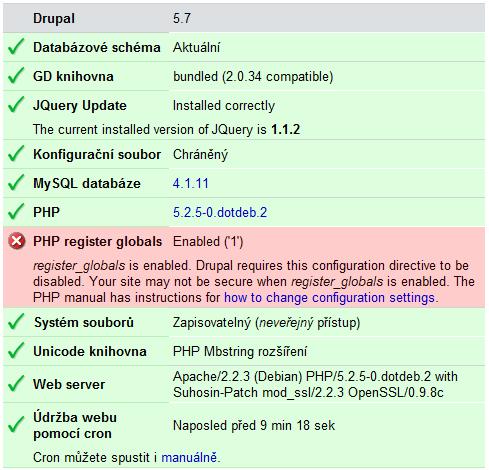 Drupal 5.7
Databázové schéma Aktuální
GD knihovna bundled (2.0.34 compatible)
JQuery Update Installed correctly
The current installed version of JQuery is 1.1.2
Konfigurační soubor Chráněný
MySQL databáze 4.1.11
PHP 5.2.5-0.dotdeb.2
PHP register globals Enabled ('1')
register_globals is enabled. Drupal requires this configuration directive to be
disabled. Your site may not be secure when register_globals is enabled. The
PHP manual has instructions for how to change configuration settings.
Systém souborů Zapisovatelný (neveřejný přístup)
Unicode knihovna PHP Mbstring rozšíření
Web server Apache/2.2.3 (Debian) PHP/5.2.5-0.dotdeb.2 with
Suhosin-Patch mod_ssl/2.2.3 OpenSSL/0.9.8c
Údržba webu
pomocí cron Naposled před 9 min 18 sek
Cron můžete spustit i manuálně.